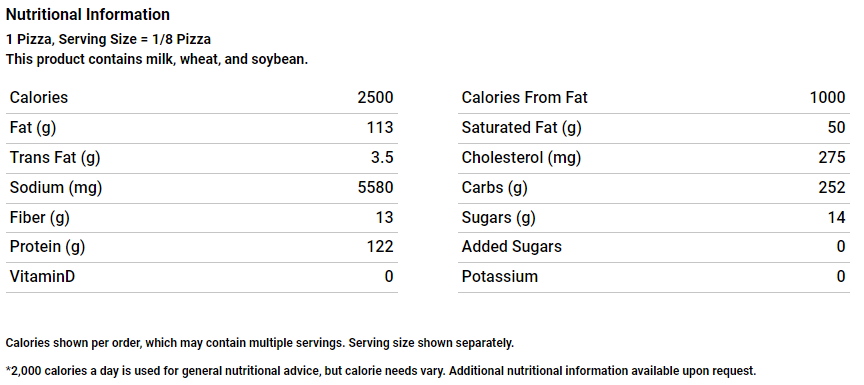 Nutritional Information
1 Pizza, Serving Size = 1/8 Pizza
This product contains milk, wheat, and soybean.
Calories 2500 Calories From Fat 1000
Fat (g) 113 Saturated Fat (g) 50
Trans Fat (g) 3.5 Cholesterol (mg) 275
Sodium (mg) 5580 Carbs (g) 252
Fiber (g) 13 Sugars (g) 14
Protein (g) 122 Added Sugars 0
VitaminD 0 Potassium 0
Calories shown per order, which may contain multiple servings. Serving size shown separately.
*2,000 calories a day is used for general nutritional advice, but calorie needs vary. Additional nutritional information available upon request.